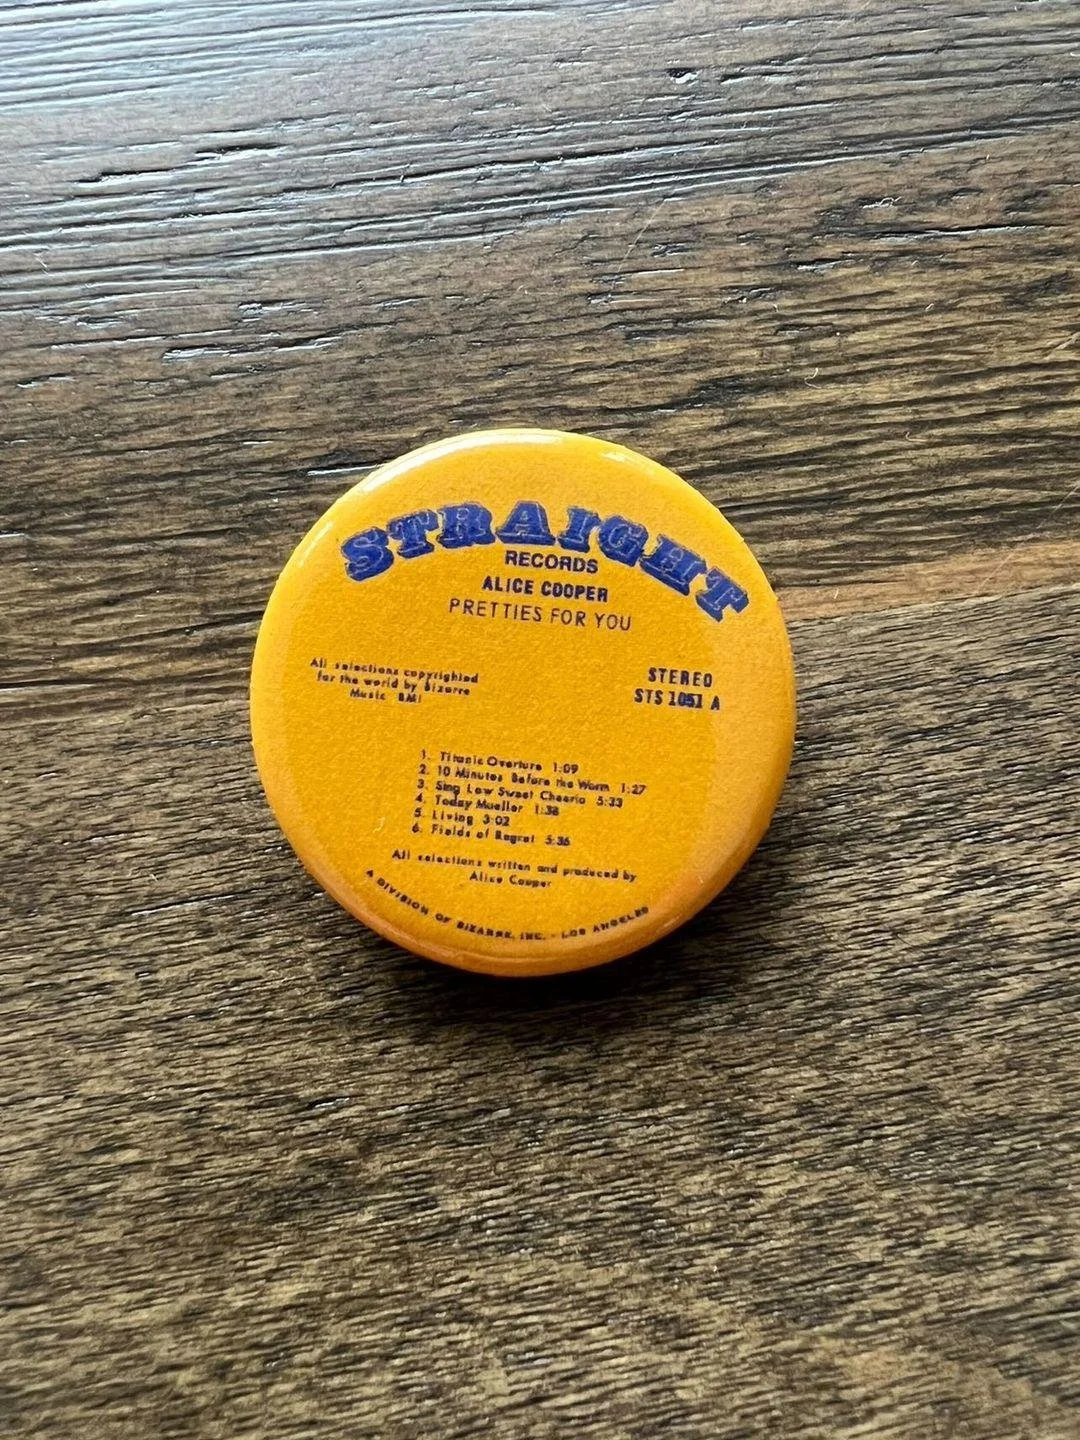 STRAIGHT
RECORDS
ALICE COOPER
PRETTIES FOR YOU
All selections copyrighted
for the world by Bizarre
Music BMI
STEREO
STS 1051 A
1. Titanic Overture 1:09
2. 10 Minutes Before the Worm 1:27
3. Sing Low Sweet Cheerio 5:33
4. Today Mueller 1:38
5. Living 3:02
6. Fields of Regret 5:36
All selections written and produced by
Alice Cooper
A DIVISION OF BIZARRE, INC. - LOS ANGELES